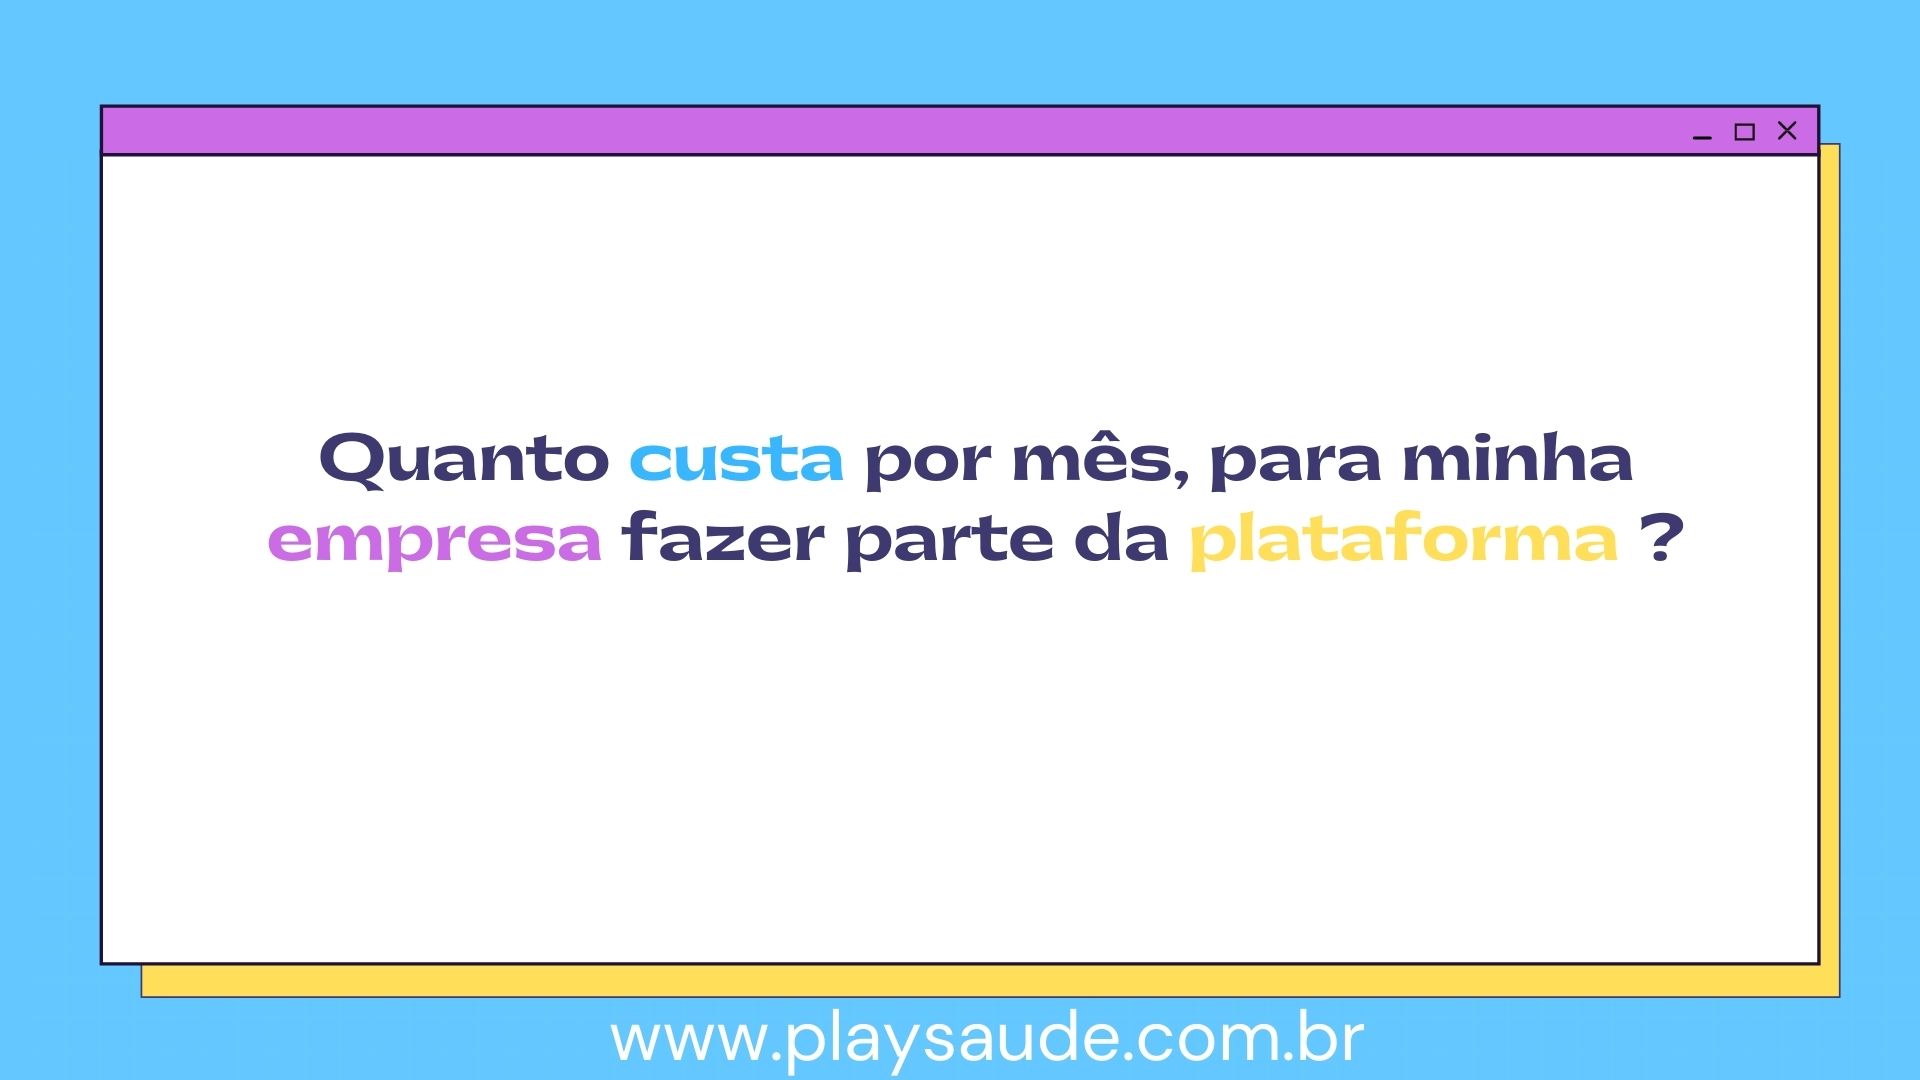 Quanto custa por mês, para minha
empresa fazer parte da plataforma ?
www.playsaude.com.br